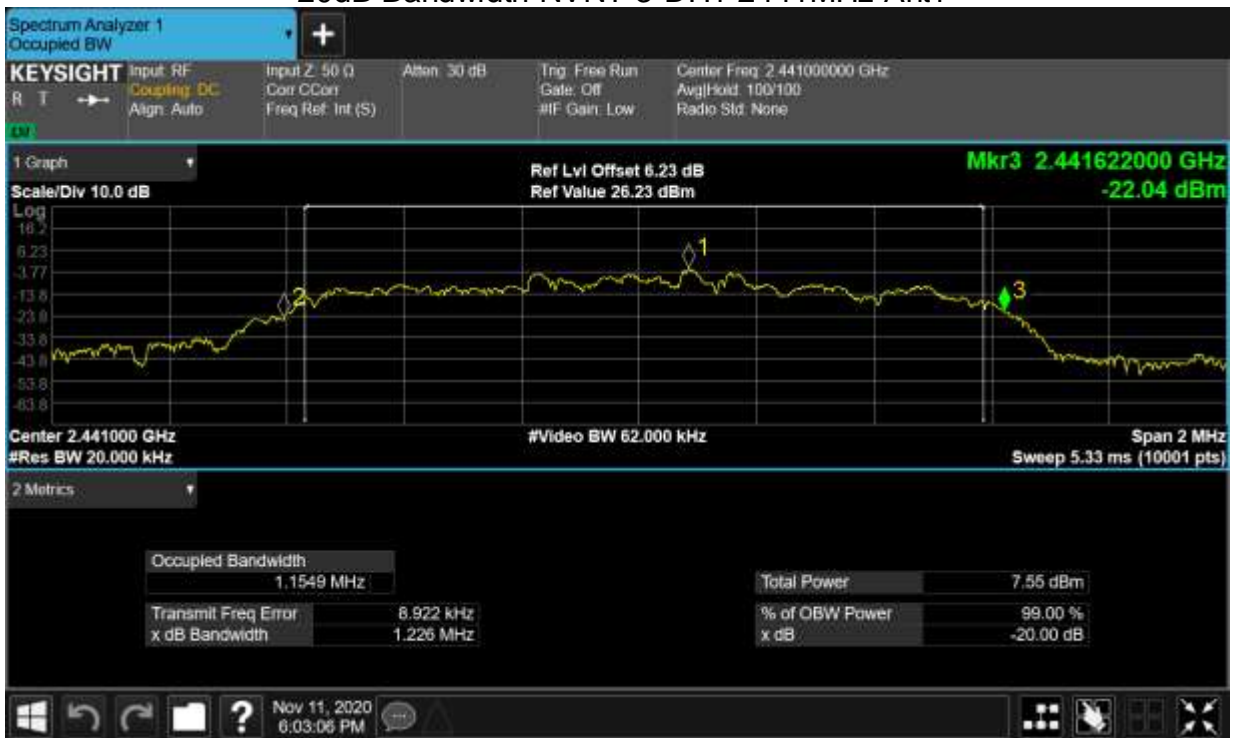 Spectrum Analyzer 1
Occupied BW
KEYSIGHT
R T
Input: RF
Coupling: DC
Align: Auto
Input Z: 50 Ω
Corr CCorr
Freq Ref: Int (S)
Atten: 30 dB
Trig: Free Run
Gate: Off
#IF Gain: Low
Center Freq: 2.441000000 GHz
Avg|Hold: 100/100
Radio Std: None
1 Graph
Scale/Div 10.0 dB
Ref Lvl Offset 6.23 dB
Ref Value 26.23 dBm
Mkr3 2.441622000 GHz
-22.04 dBm
Log
16.2
6.23
-3.77
-13.8
-23.8
-33.8
-43.8
-53.8
-63.8
1
2
3
Center 2.441000 GHz
#Res BW 20.000 kHz
#Video BW 62.000 kHz
Span 2 MHz
Sweep 5.33 ms (10001 pts)
2 Metrics
Occupied Bandwidth
1.1549 MHz
Transmit Freq Error 8.922 kHz
x dB Bandwidth 1.226 MHz
Total Power 7.55 dBm
% of OBW Power 99.00 %
x dB -20.00 dB
Nov 11, 2020
6:03:06 PM